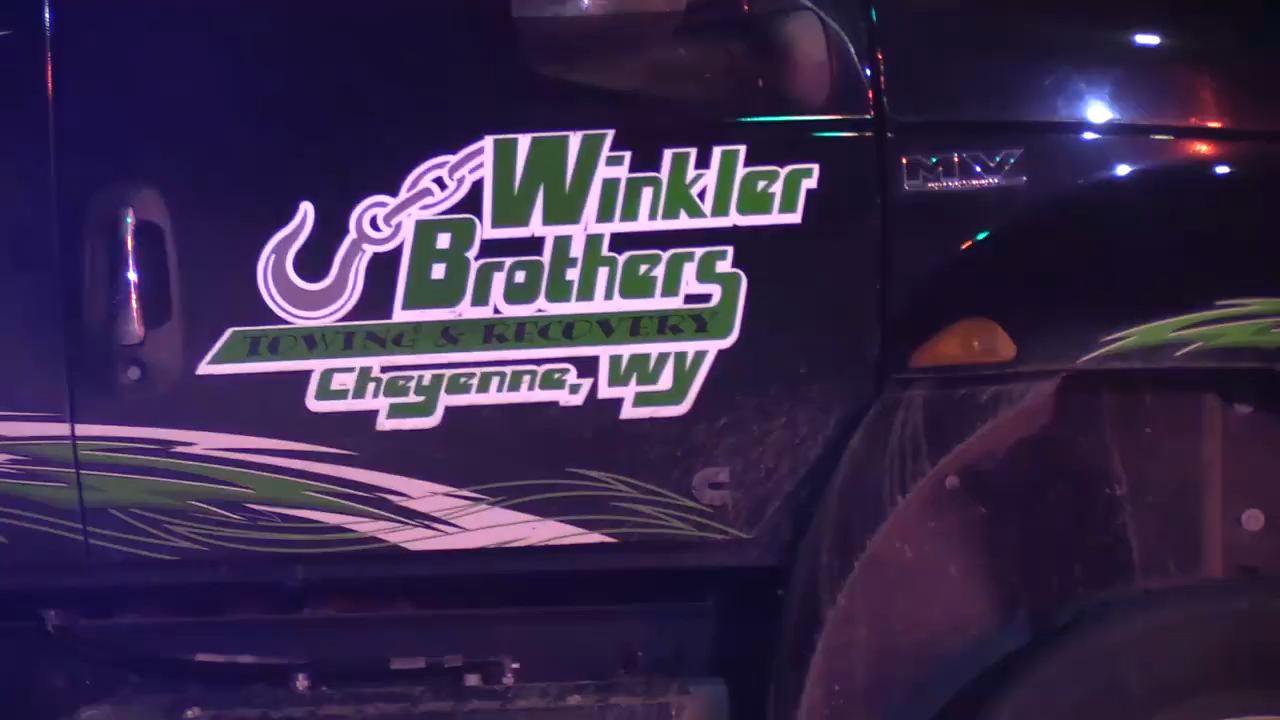 Winkler
Brothers
TOWING & RECOVERY
Cheyenne, WY
MV